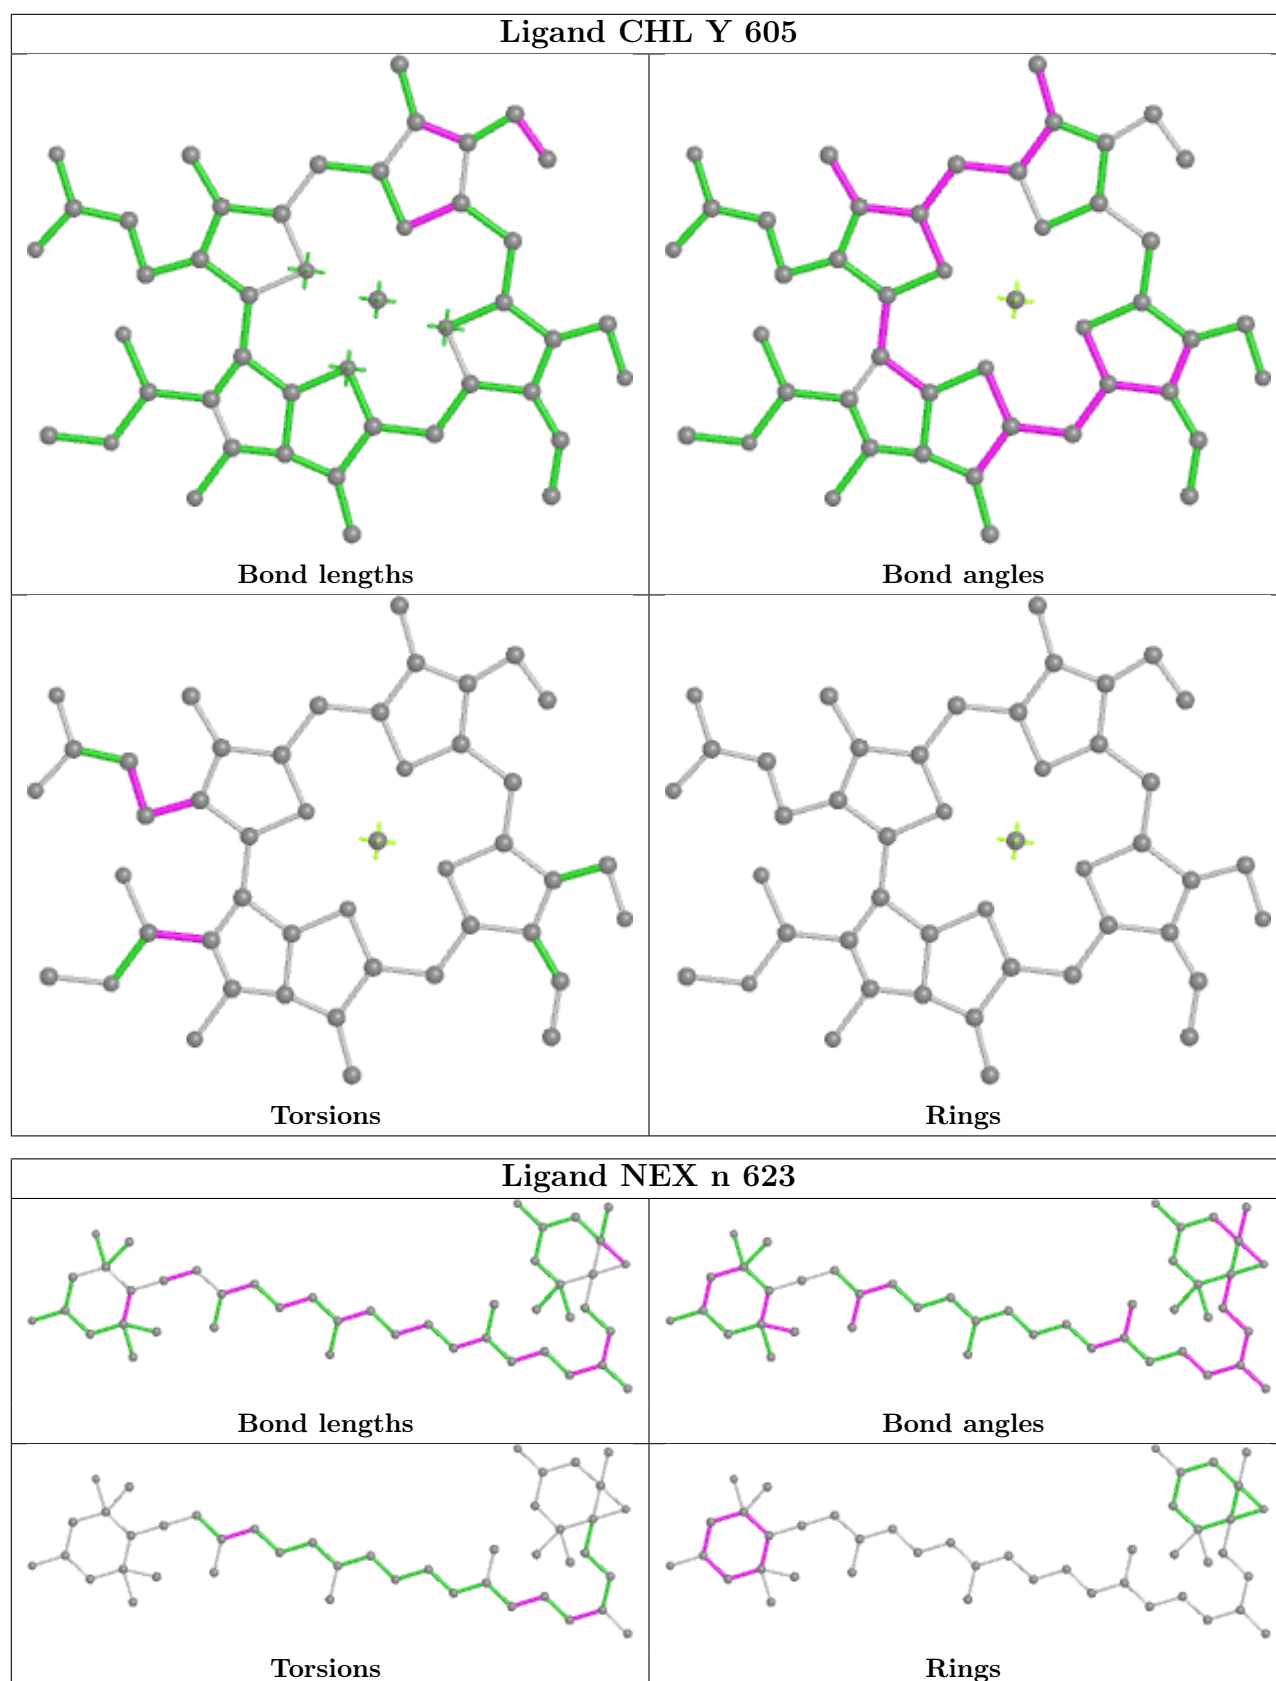 Ligand CHL Y 605
Bond lengths
Bond angles
Torsions
Rings
Ligand NEX n 623
Bond lengths
Bond angles
Torsions
Rings